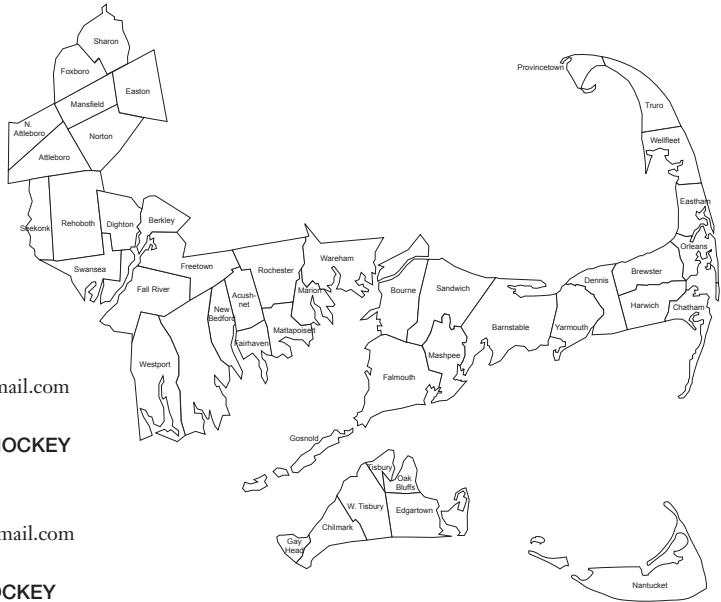 Sharon
Foxboro
Mansfield
Easton
N.
Attleboro
Attleboro
Norton
Seekonk
Rehoboth
Dighton
Berkley
Swansea
Freetown
Fall River
Westport
New
Bedford
Acush-
net
Fairhaven
Rochester
Mattapoisett
Marion
Wareham
Bourne
Sandwich
Falmouth
Mashpee
Barnstable
Yarmouth
Dennis
Brewster
Harwich
Chatham
Orleans
Eastham
Wellfleet
Truro
Provincetown
Gosnold
Tisbury
Oak
Bluffs
W. Tisbury
Edgartown
Chilmark
Gay
Head
Nantucket
mail.com
HOCKEY
mail.com
OCKEY